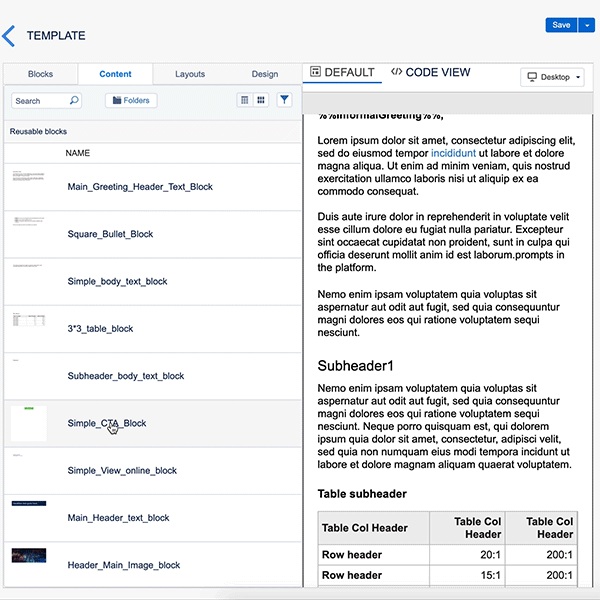 TEMPLATE
Save
Blocks
Content
Layouts
Design
Search
Folders
Reusable blocks
NAME
Main_Greeting_Header_Text_Block
Square_Bullet_Block
Simple_body_text_block
3*3_table_block
Subheader_body_text_block
Simple_CTA_Block
Simple_View_online_block
Main_Header_text_block
Header_Main_Image_block
DEFAULT
</> CODE VIEW
Desktop
%%InformalGreeting%%,
Lorem ipsum dolor sit amet, consectetur adipiscing elit,
sed do eiusmod tempor incididunt ut labore et dolore
magna aliqua. Ut enim ad minim veniam, quis nostrud
exercitation ullamco laboris nisi ut aliquip ex ea
commodo consequat.
Duis aute irure dolor in reprehenderit in voluptate velit
esse cillum dolore eu fugiat nulla pariatur. Excepteur
sint occaecat cupidatat non proident, sunt in culpa qui
officia deserunt mollit anim id est laborum.prompts in
the platform.
Nemo enim ipsam voluptatem quia voluptas sit
aspernatur aut odit aut fugit, sed quia consequuntur
magni dolores eos qui ratione voluptatem sequi
nesciunt.
Subheader1
Nemo enim ipsam voluptatem quia voluptas sit
aspernatur aut odit aut fugit, sed quia consequuntur
magni dolores eos qui ratione voluptatem sequi
nesciunt. Neque porro quisquam est, qui dolorem
ipsum quia dolor sit amet, consectetur, adipisci velit,
sed quia non numquam eius modi tempora incidunt ut
labore et dolore magnam aliquam quaerat voluptatem.
Table subheader
Table Col Header
Table Col Header
Table Col Header
Row header 20:1 200:1
Row header 15:1 200:1